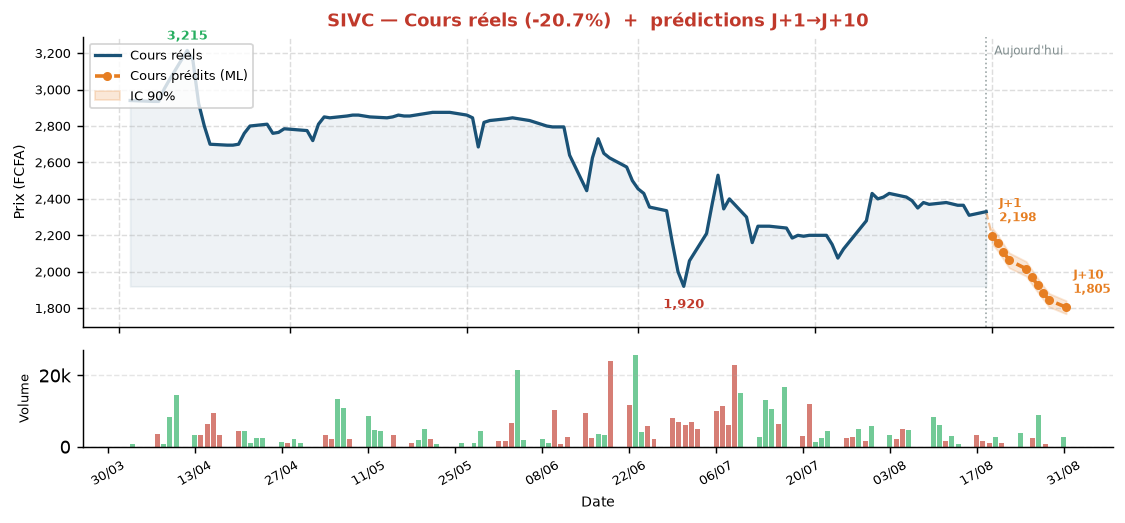 SIVC — Cours réels (-20.7%)  +  prédictions J+1→J+10
3,215
Cours réels
Cours prédits (ML)
IC 90%
Aujourd'hui
Prix (FCFA)
3,200
3,000
2,800
2,600
2,400
2,200
2,000
1,800
J+1
2,198
J+10
1,805
1,920
Volume
20k
0
30/03
13/04
27/04
11/05
25/05
08/06
22/06
06/07
20/07
03/08
17/08
31/08
Date